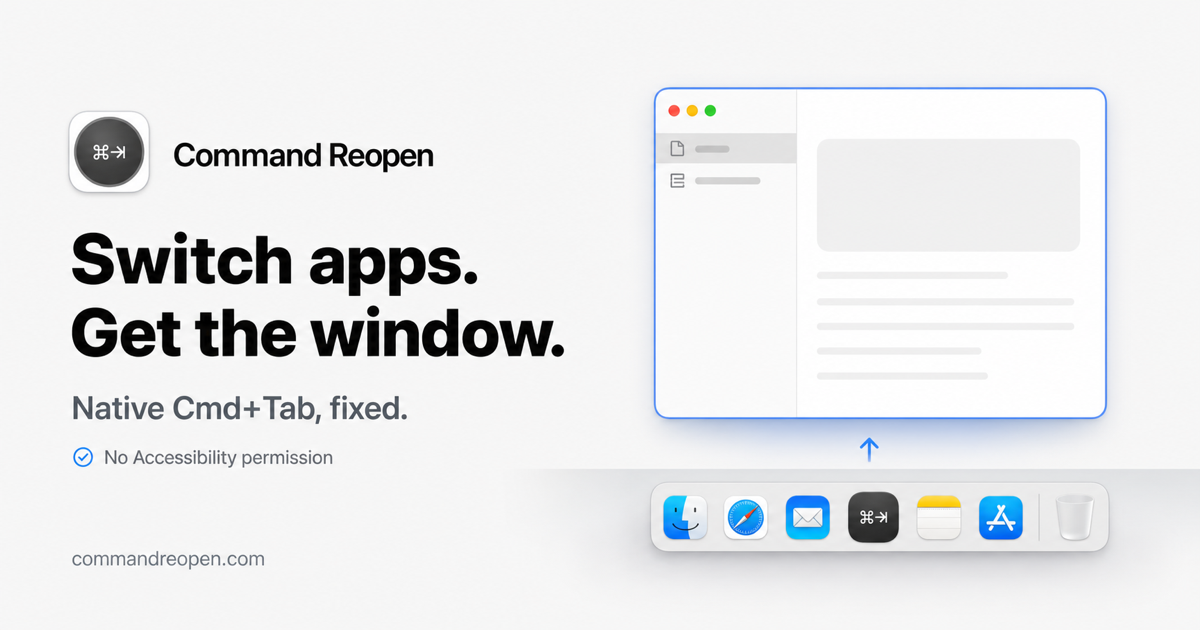 ⌘⇥
Command Reopen
Switch apps.
Get the window.
Native Cmd+Tab, fixed.
No Accessibility permission
commandreopen.com
⌘⇥